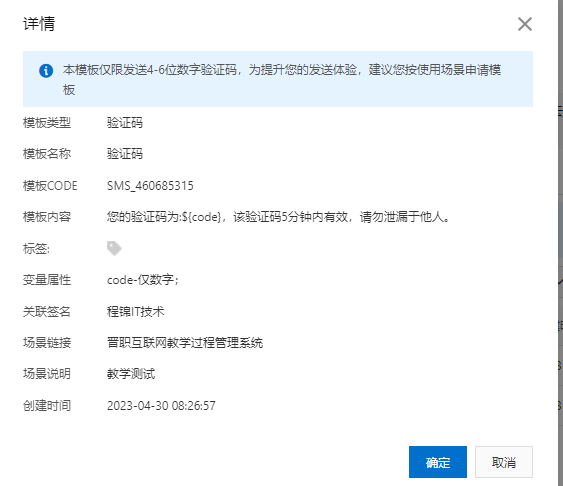 详情
本模板仅限发送4-6位数字验证码，为提升您的发送体验，建议您按使用场景申请模
板
模板类型 验证码
模板名称 验证码
模板CODE SMS_460685315
模板内容 您的验证码为:${code}，该验证码5分钟内有效，请勿泄漏于他人。
标签:
变量属性 code-仅数字；
关联签名 程锦IT技术
场景链接 晋职互联网教学过程管理系统
场景说明 教学测试
创建时间 2023-04-30 08:26:57
确定 取消